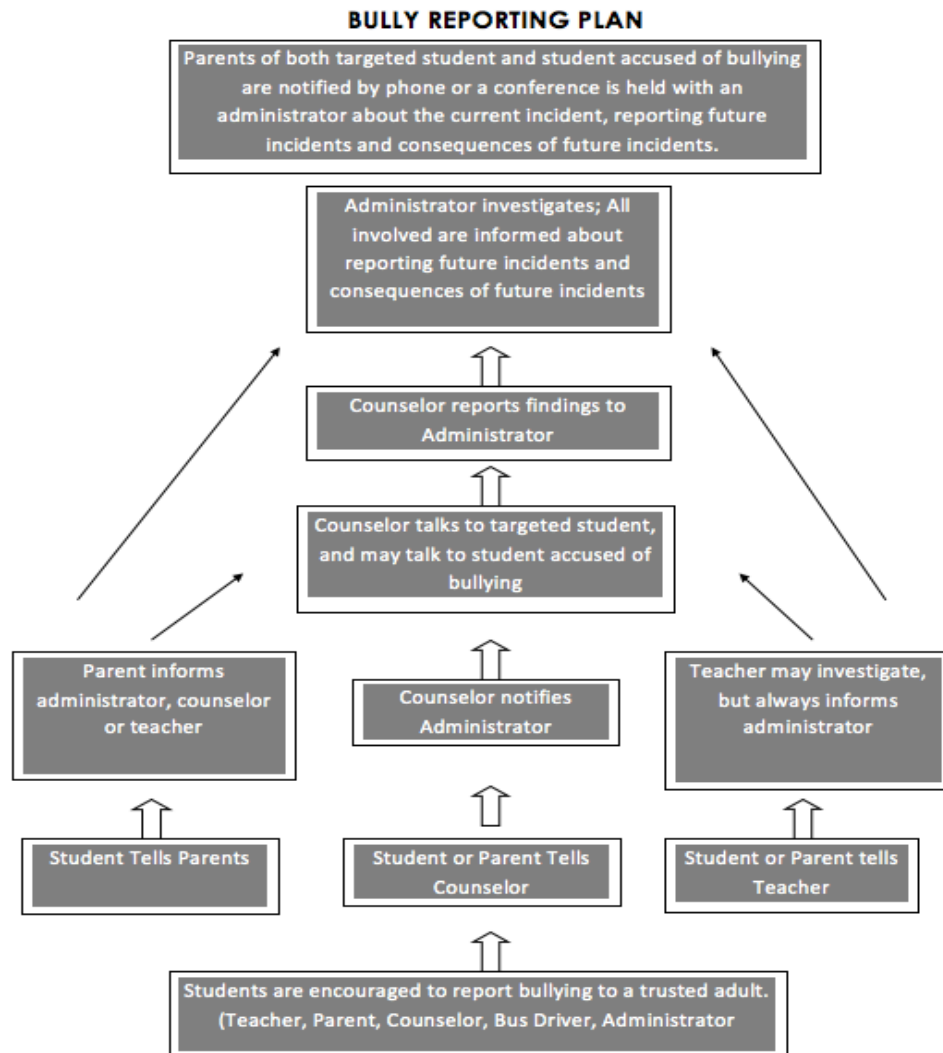 BULLY REPORTING PLAN
Parents of both targeted student and student accused of bullying
are notified by phone or a conference is held with an
administrator about the current incident, reporting future
incidents and consequences of future incidents.
Administrator investigates; All
involved are informed about
reporting future incidents and
consequences of future incidents
Counselor reports findings to
Administrator
Counselor talks to targeted student,
and may talk to student accused of
bullying
Parent informs
administrator, counselor
or teacher
Counselor notifies
Administrator
Teacher may investigate,
but always informs
administrator
Student Tells Parents
Student or Parent Tells
Counselor
Student or Parent tells
Teacher
Students are encouraged to report bullying to a trusted adult.
(Teacher, Parent, Counselor, Bus Driver, Administrator